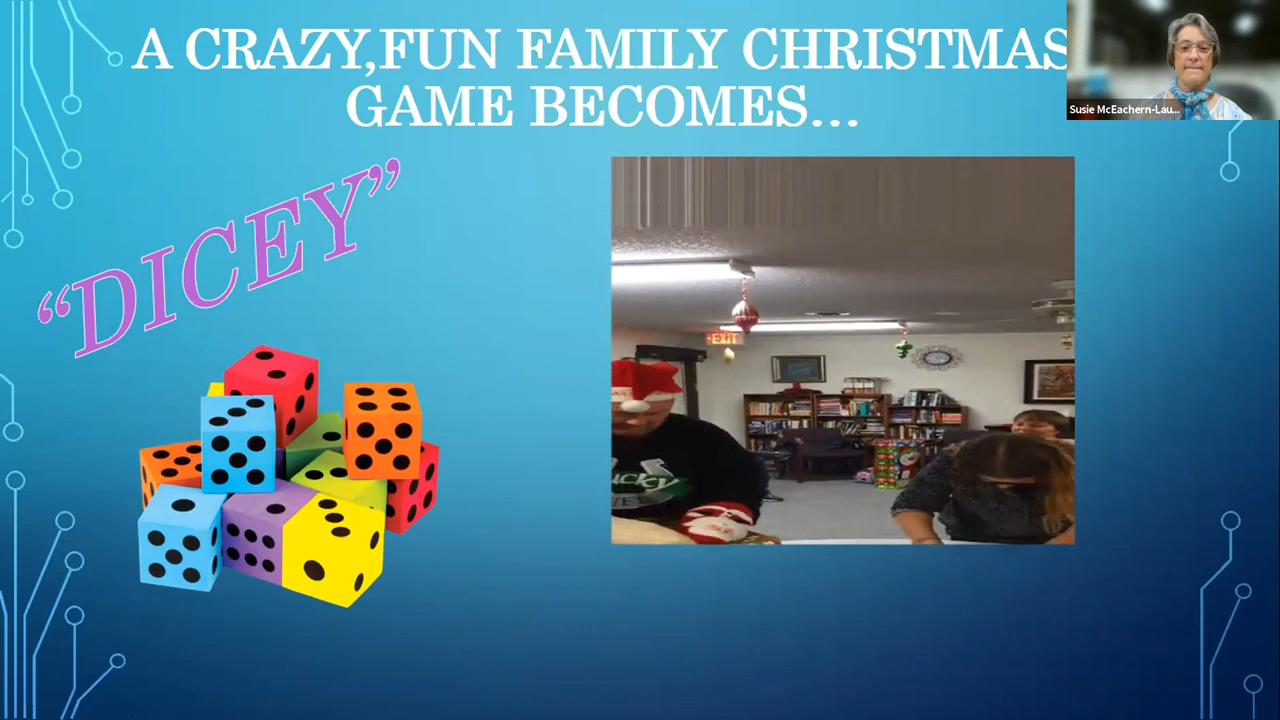 A CRAZY,FUN FAMILY CHRISTMAS
GAME BECOMES...
Susie McEachern-Lau...
"DICEY"
EXIT